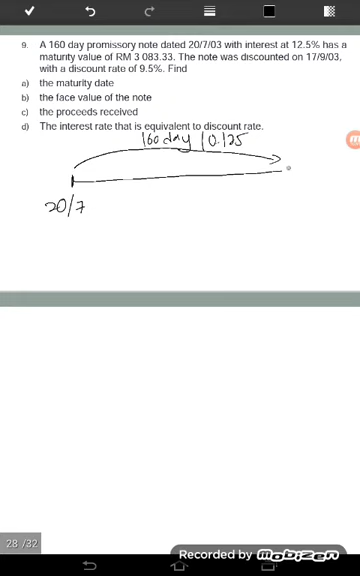 9. A 160 day promissory note dated 20/7/03 with interest at 12.5% has a
maturity value of RM 3 083.33. The note was discounted on 17/9/03,
with a discount rate of 9.5%. Find
a) the maturity date
b) the face value of the note
c) the proceeds received
d) The interest rate that is equivalent to discount rate.
160 day | 0.125
20/7
28 /32
Recorded by Mobizen